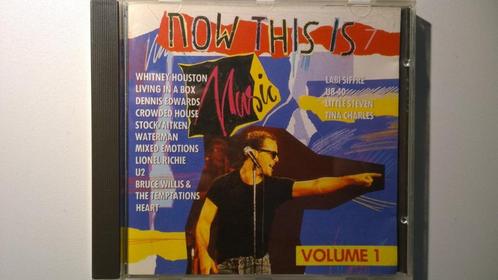 NOW THIS IS
Music
WHITNEY HOUSTON
LIVING IN A BOX
DENNIS EDWARDS
CROWDED HOUSE
STOCK/AITKEN
WATERMAN
MIXED EMOTIONS
LIONEL RICHIE
U2
BRUCE WILLIS &
THE TEMPTATIONS
HEART
LABI SIFFRE
UB 40
LITTLE STEVEN
TINA CHARLES
VOLUME 1